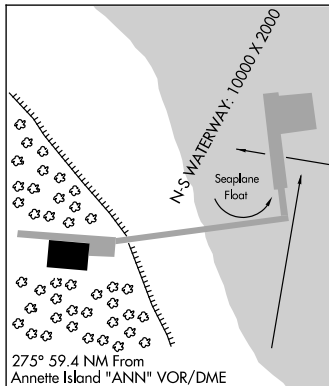 N-S WATERWAY: 10000 X 2000
Seaplane
Float
275° 59.4 NM From
Annette Island "ANN" VOR/DME